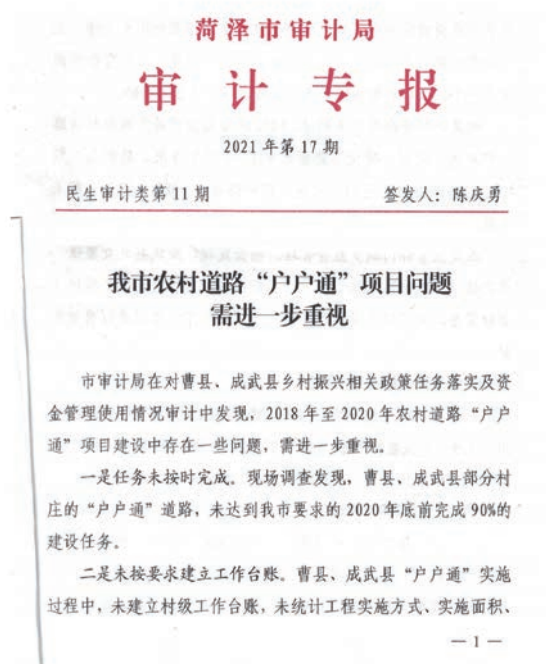 菏泽市审计局
审计专报
2021年第17期
民生审计类第11期 签发人：陈庆勇
我市农村道路“户户通”项目问题
需进一步重视
市审计局在对曹县、成武县乡村振兴相关政策任务落实及资
金管理使用情况审计中发现，2018年至2020年农村道路“户户
通”项目建设中存在一些问题，需进一步重视。
一是任务未按时完成。现场调查发现，曹县、成武县部分村
庄的“户户通”道路，未达到我市要求的2020年底前完成90%的
建设任务。
二是未按要求建立工作台账。曹县、成武县“户户通”实施
过程中，未建立村级工作台账，未统计工程实施方式、实施面积、
— 1 —